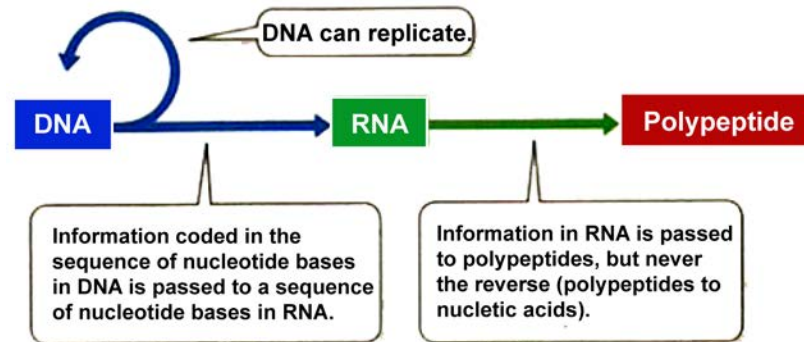 DNA can replicate.
DNA
RNA
Polypeptide
Information coded in the
sequence of nucleotide bases
in DNA is passed to a sequence
of nucleotide bases in RNA.
Information in RNA is passed
to polypeptides, but never
the reverse (polypeptides to
nucletic acids).